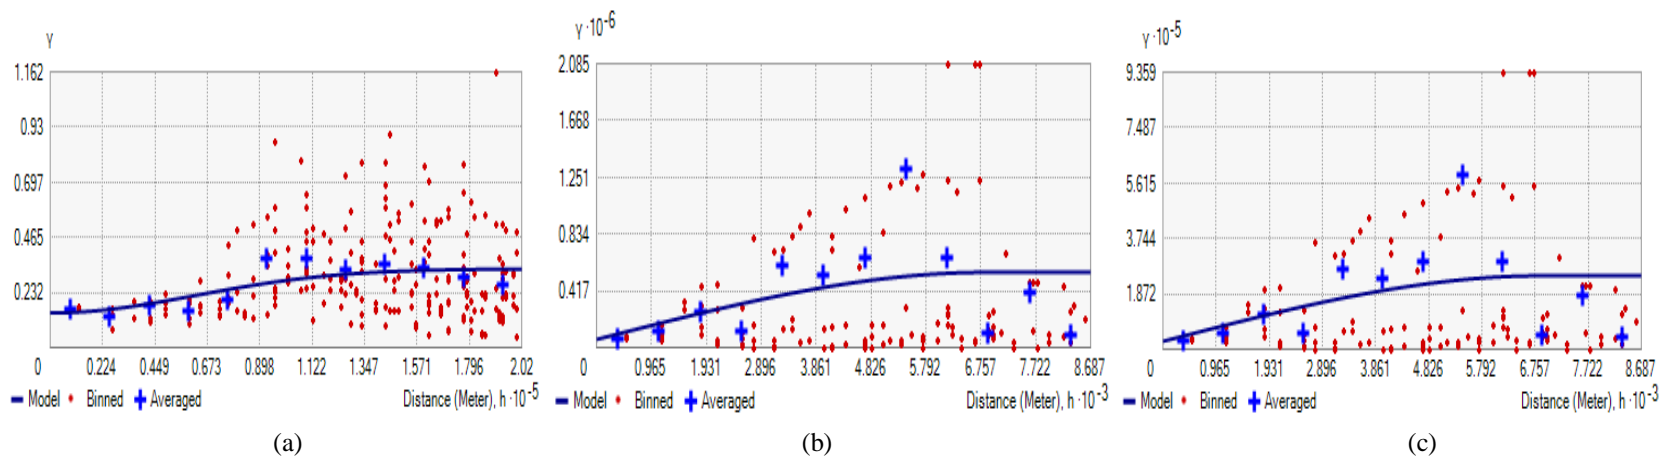 γ
1.162
0.93
0.697
0.465
0.232
0 0.224 0.449 0.673 0.898 1.122 1.347 1.571 1.796 2.02
Model Binned Averaged Distance (Meter), h ·10⁻⁵
(a)
γ ·10⁻⁶
2.085
1.668
1.251
0.834
0.417
0 0.965 1.931 2.896 3.861 4.826 5.792 6.757 7.722 8.687
Model Binned Averaged Distance (Meter), h ·10⁻³
(b)
γ ·10⁻⁵
9.359
7.487
5.615
3.744
1.872
0 0.965 1.931 2.896 3.861 4.826 5.792 6.757 7.722 8.687
Model Binned Averaged Distance (Meter), h ·10⁻³
(c)